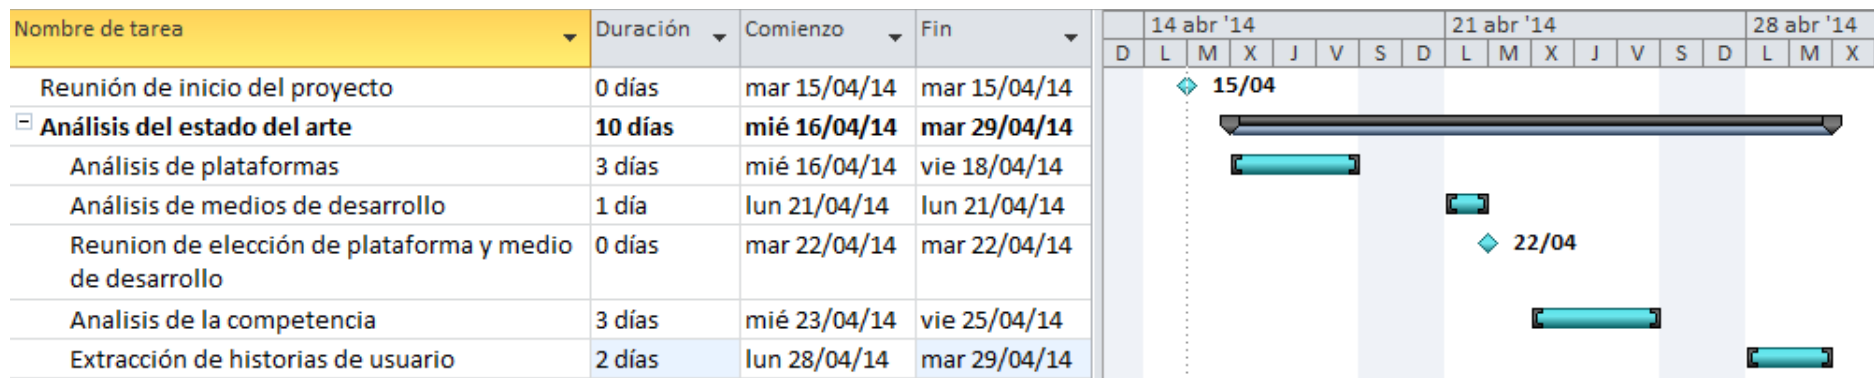 Nombre de tarea Duración Comienzo Fin 14 abr '14 21 abr '14 28 abr '14
D L M X J V S D L M X J V S D L M X
Reunión de inicio del proyecto 0 días mar 15/04/14 mar 15/04/14 15/04
Análisis del estado del arte 10 días mié 16/04/14 mar 29/04/14
Análisis de plataformas 3 días mié 16/04/14 vie 18/04/14
Análisis de medios de desarrollo 1 día lun 21/04/14 lun 21/04/14
Reunion de elección de plataforma y medio 0 días mar 22/04/14 mar 22/04/14 22/04
de desarrollo
Analisis de la competencia 3 días mié 23/04/14 vie 25/04/14
Extracción de historias de usuario 2 días lun 28/04/14 mar 29/04/14